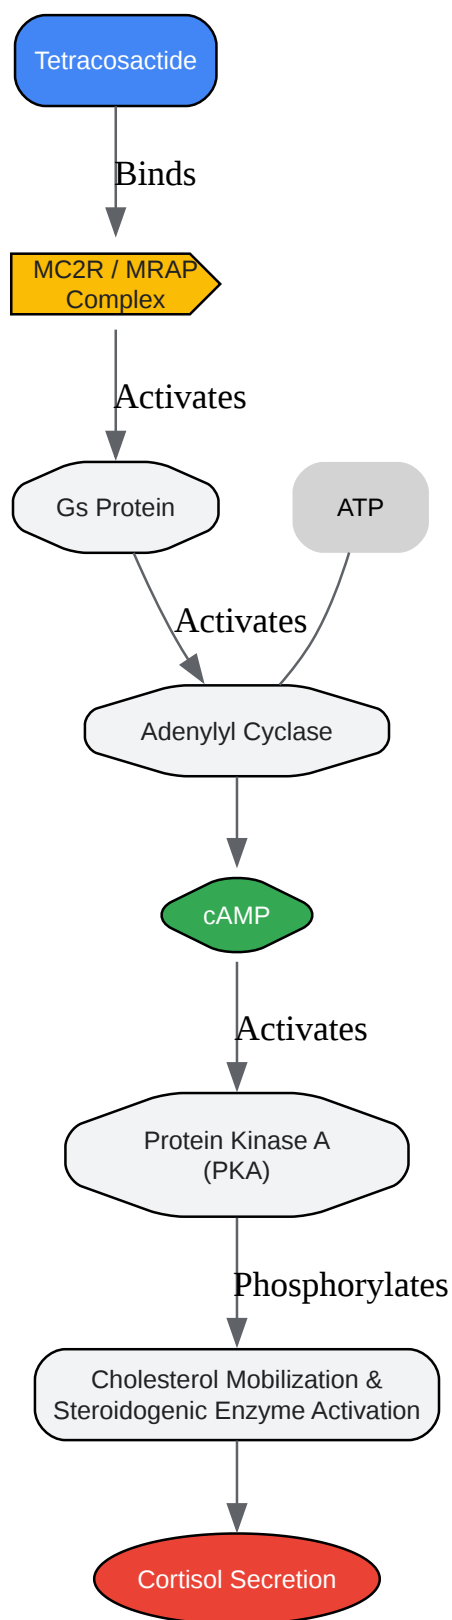 Tetracosactide
Binds
MC2R / MRAP
Complex
Activates
Gs Protein
ATP
Activates
Adenylyl Cyclase
cAMP
Activates
Protein Kinase A
(PKA)
Phosphorylates
Cholesterol Mobilization &
Steroidogenic Enzyme Activation
Cortisol Secretion